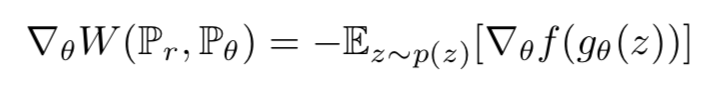 ∇_θ W(ℙ_r, ℙ_θ) = −𝔼_{z∼p(z)}[∇_θ f(g_θ(z))]